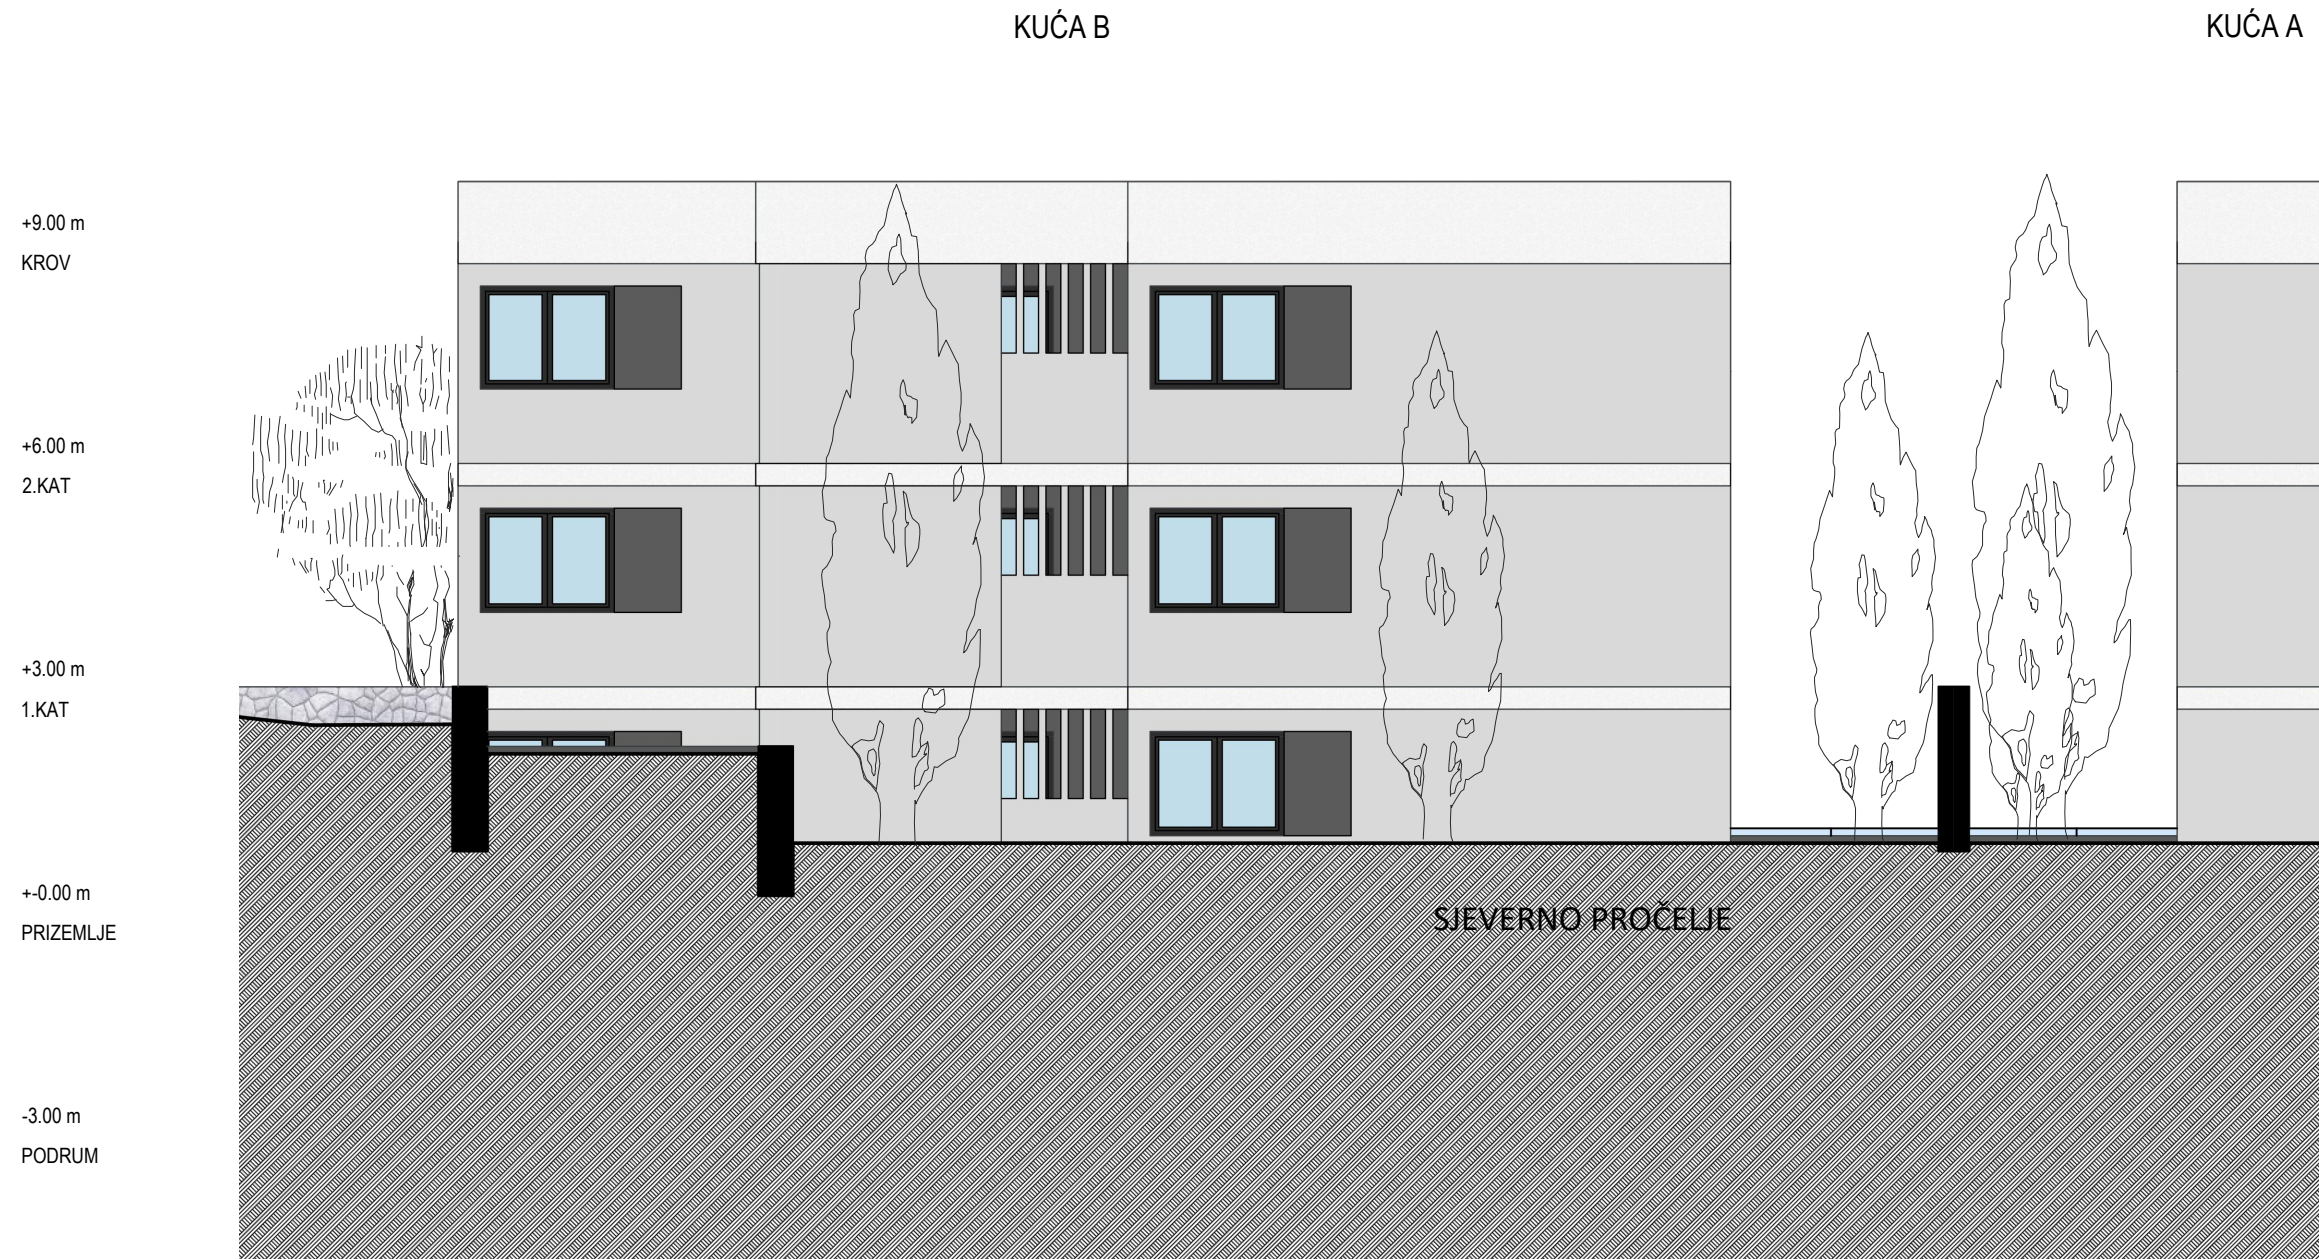 KUĆA B
KUĆA A
+9.00 m
KROV
+6.00 m
2.KAT
+3.00 m
1.KAT
+-0.00 m
PRIZEMLJE
SJEVERNO PROČELJE
-3.00 m
PODRUM